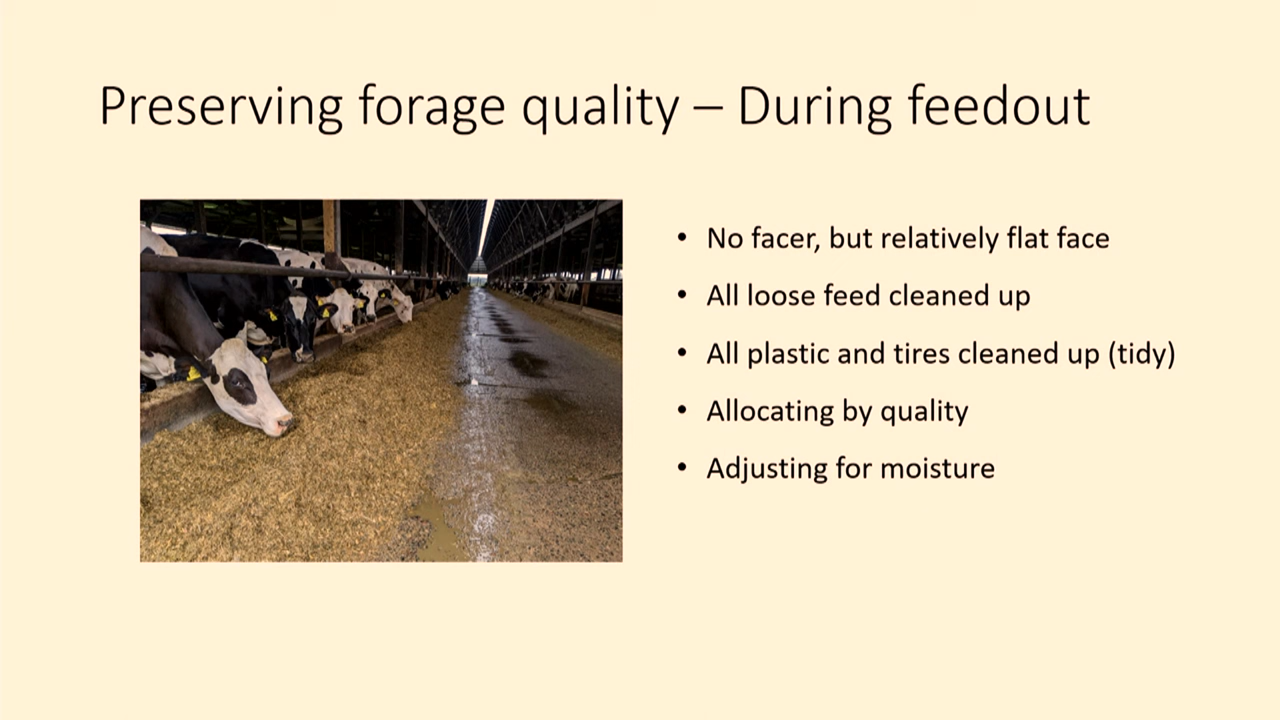 Preserving forage quality – During feedout
• No facer, but relatively flat face
• All loose feed cleaned up
• All plastic and tires cleaned up (tidy)
• Allocating by quality
• Adjusting for moisture